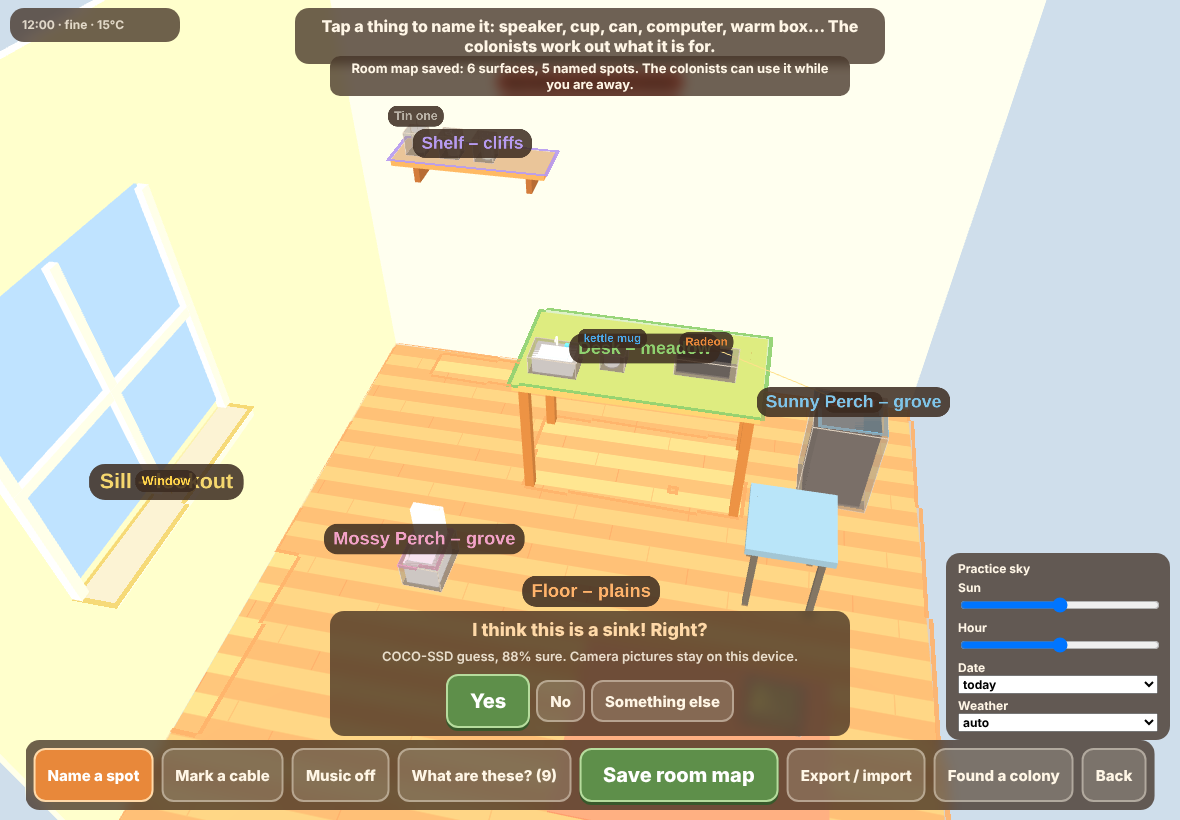 12:00 · fine · 15°C
Tap a thing to name it: speaker, cup, can, computer, warm box... The
colonists work out what it is for.
Room map saved: 6 surfaces, 5 named spots. The colonists can use it while
you are away.
Tin one
Shelf – cliffs
kettle mug
Radeon
Desk – meadow
Sunny Perch – grove
Sill
Window
out
Mossy Perch – grove
Floor – plains
I think this is a sink! Right?
COCO-SSD guess, 88% sure. Camera pictures stay on this device.
Yes
No
Something else
Practice sky
Sun
Hour
Date
today
Weather
auto
Name a spot
Mark a cable
Music off
What are these? (9)
Save room map
Export / import
Found a colony
Back